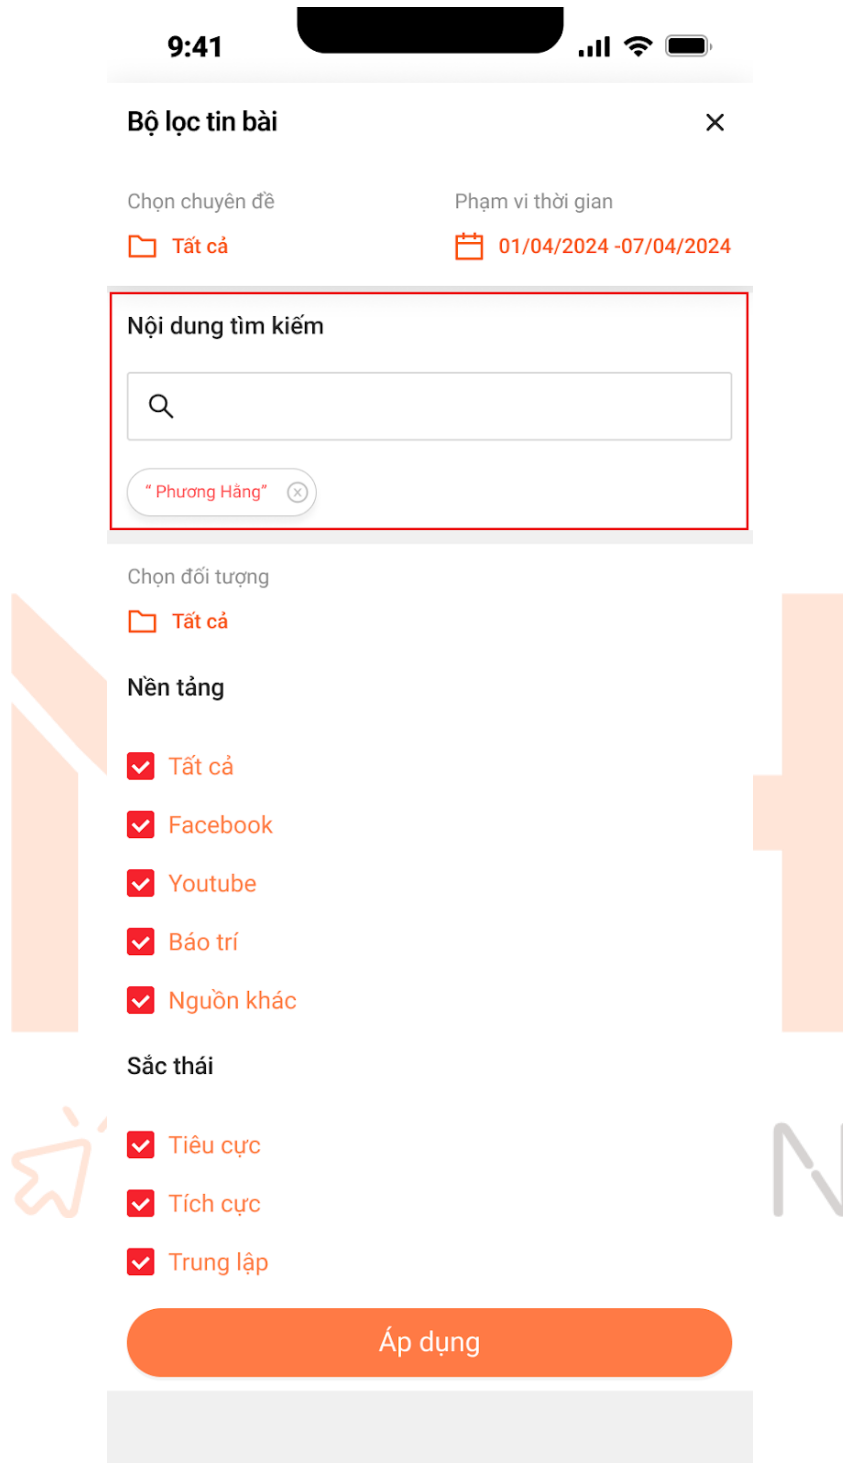 9:41
Bộ lọc tin bài
Chọn chuyên đề
Phạm vi thời gian
Tất cả
01/04/2024 -07/04/2024
Nội dung tìm kiếm
“ Phương Hằng”
Chọn đối tượng
Tất cả
Nền tảng
Tất cả
Facebook
Youtube
Báo trí
Nguồn khác
Sắc thái
Tiêu cực
Tích cực
Trung lập
Áp dụng